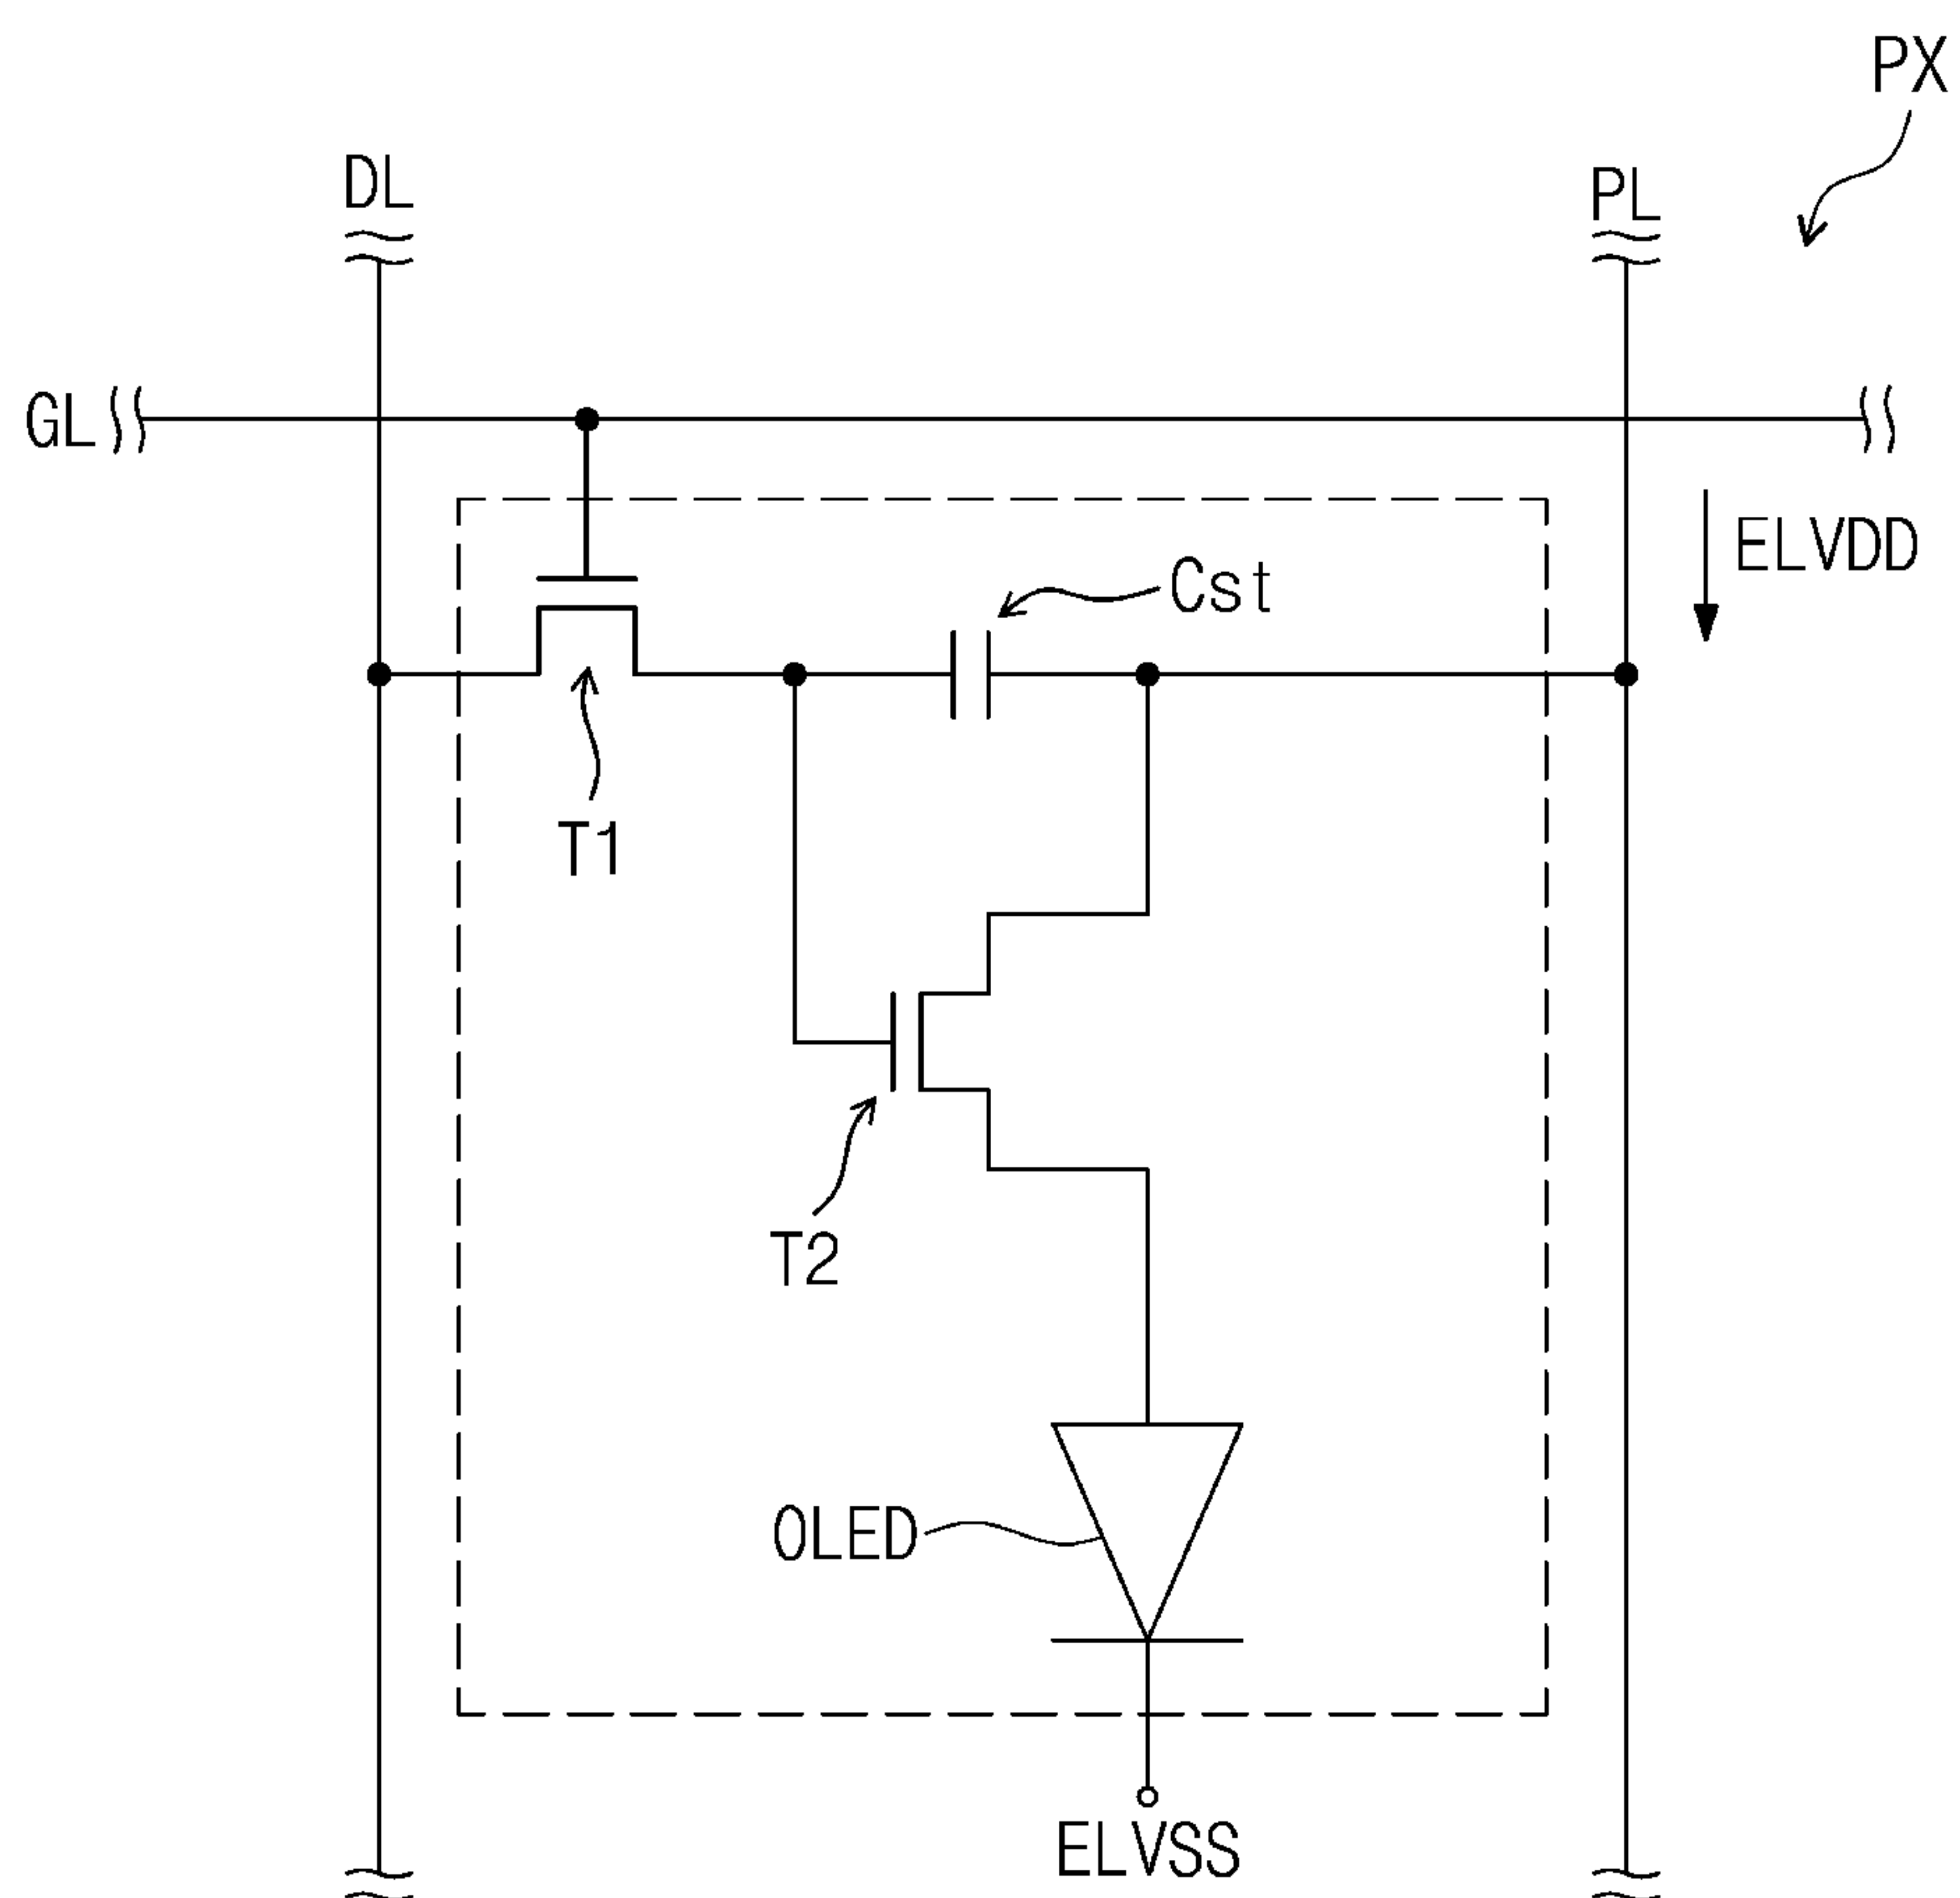 PX
DL
PL
GL
ELVDD
Cst
T1
T2
OLED
ELVSS